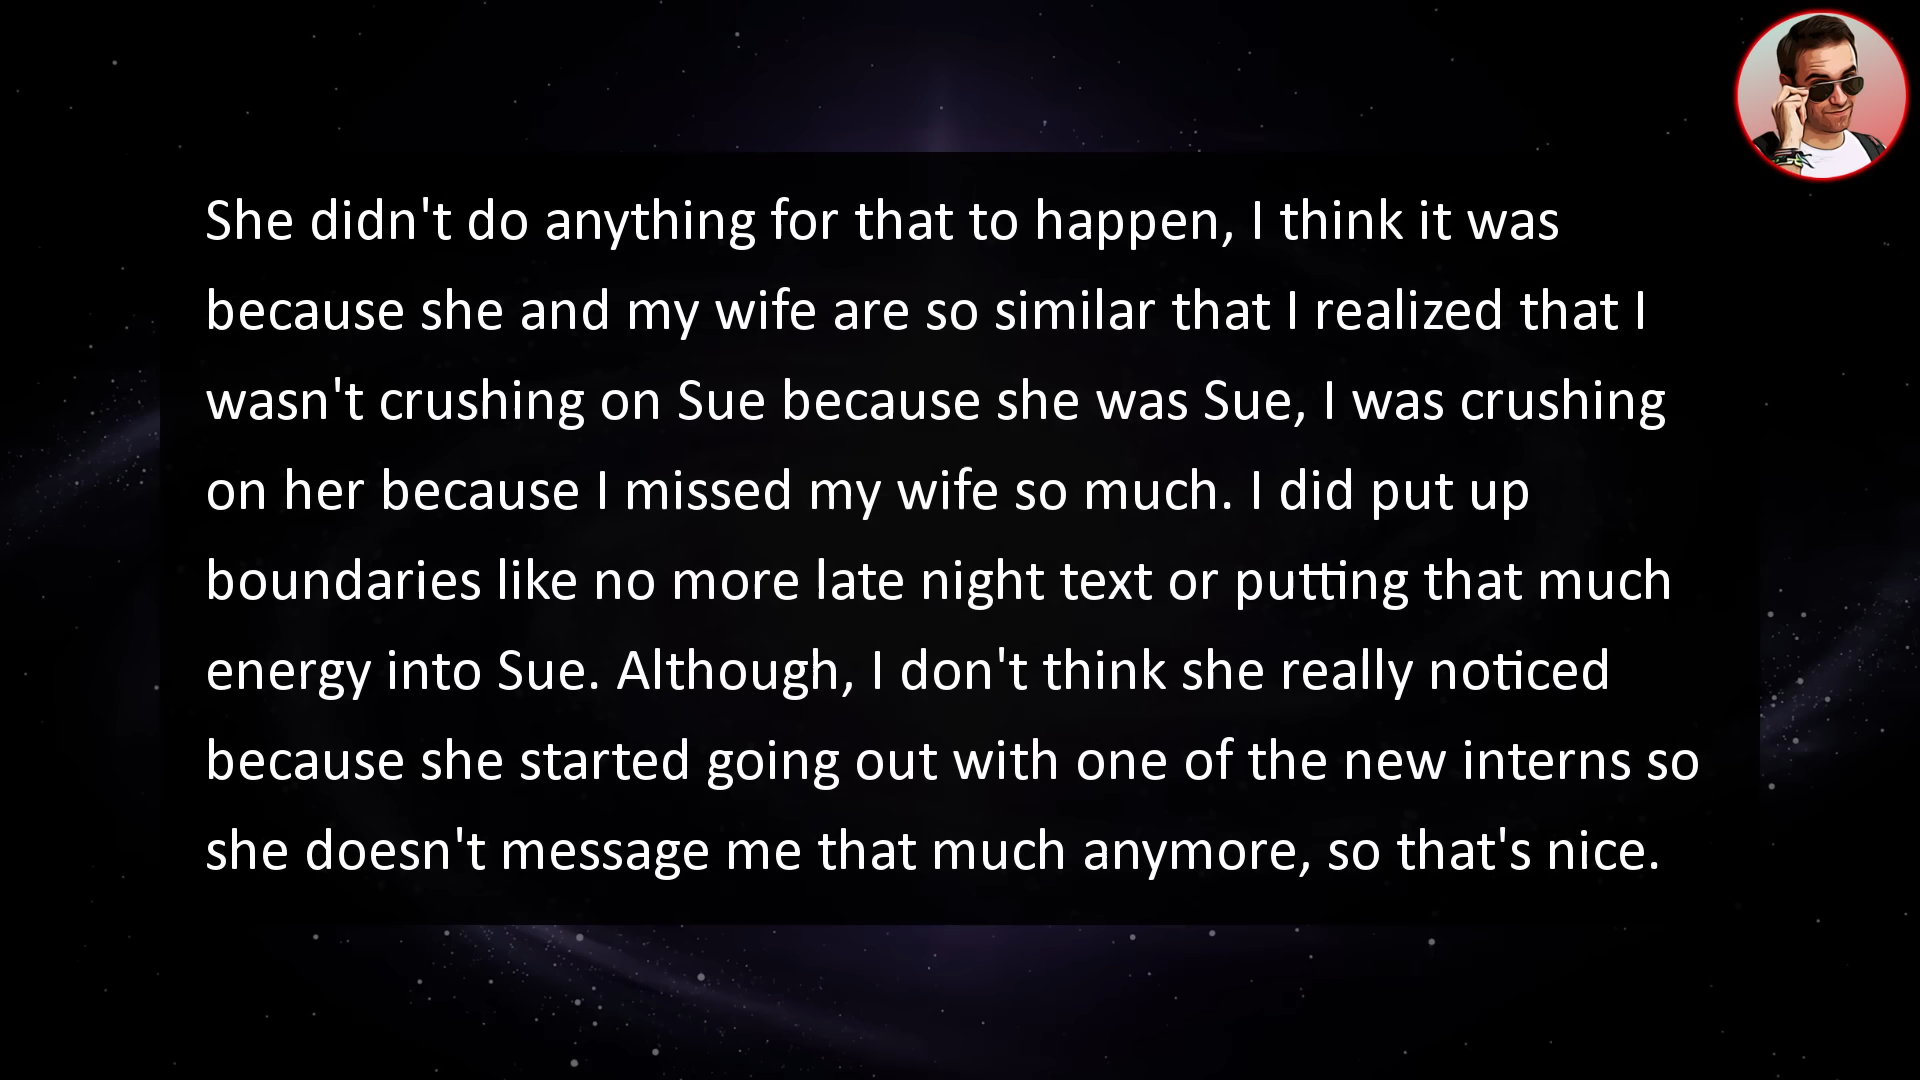 She didn't do anything for that to happen, I think it was
because she and my wife are so similar that I realized that I
wasn't crushing on Sue because she was Sue, I was crushing
on her because I missed my wife so much. I did put up
boundaries like no more late night text or putting that much
energy into Sue. Although, I don't think she really noticed
because she started going out with one of the new interns so
she doesn't message me that much anymore, so that's nice.